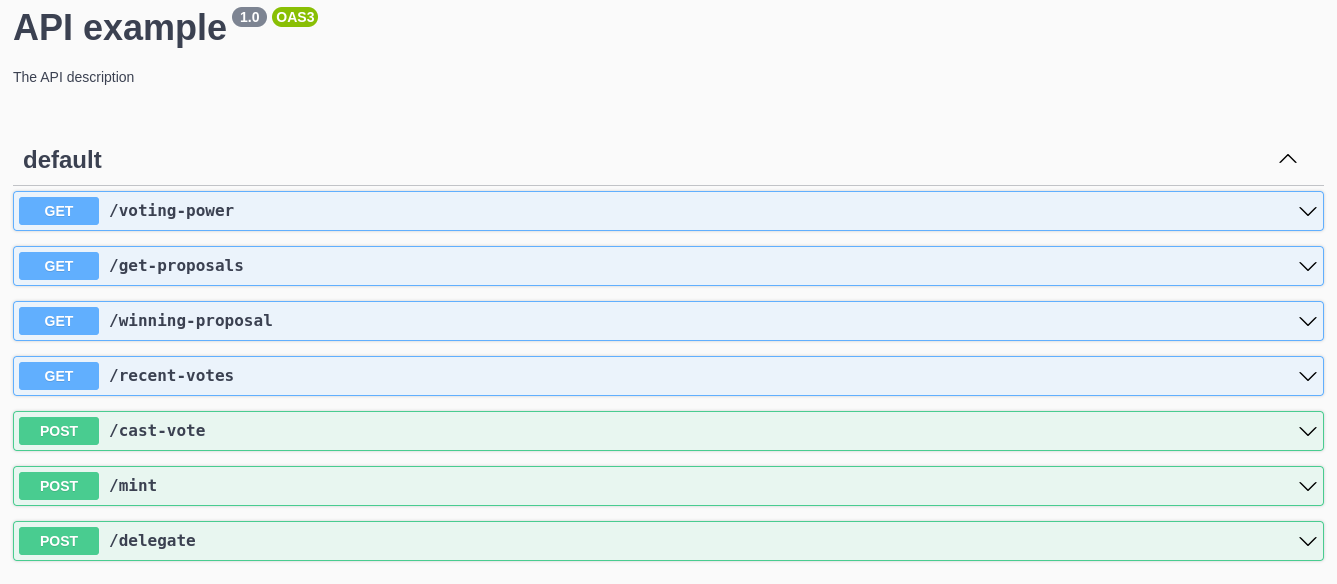 API example 1.0 OAS3
The API description
default
GET /voting-power
GET /get-proposals
GET /winning-proposal
GET /recent-votes
POST /cast-vote
POST /mint
POST /delegate